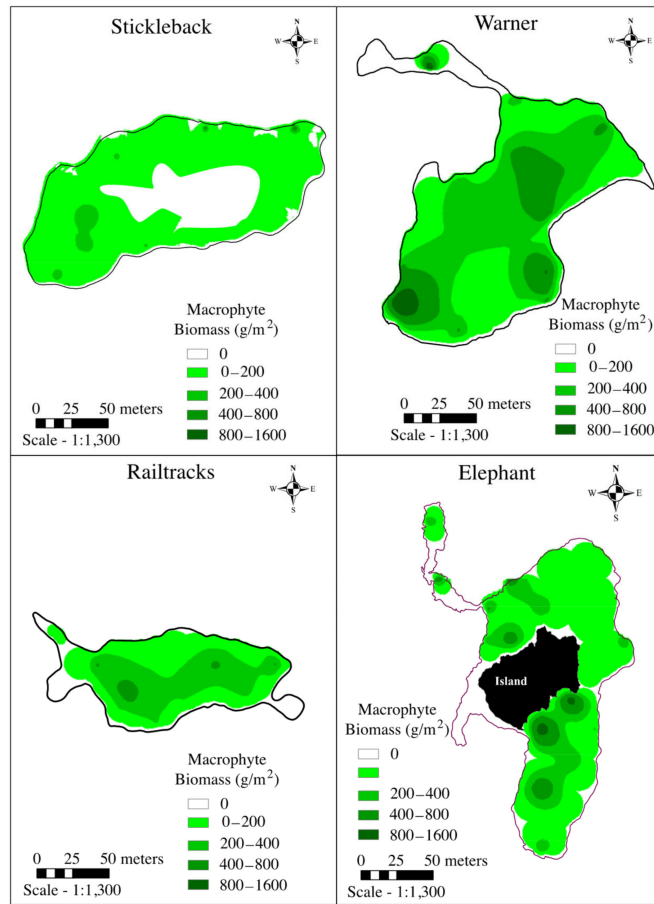 Stickleback
N
W E
S
Macrophyte
Biomass (g/m2)
0
0–200
200–400
400–800
800–1600
0 25 50 meters
Scale - 1:1,300
Warner
N
W E
S
Macrophyte
Biomass (g/m2)
0
0–200
200–400
400–800
800–1600
0 25 50 meters
Scale - 1:1,300
Railtracks
N
W E
S
Macrophyte
Biomass (g/m2)
0
0–200
200–400
400–800
800–1600
0 25 50 meters
Scale - 1:1,300
Elephant
N
W E
S
Island
Macrophyte
Biomass (g/m2)
0
200–400
400–800
800–1600
0 25 50 meters
Scale - 1:1,300